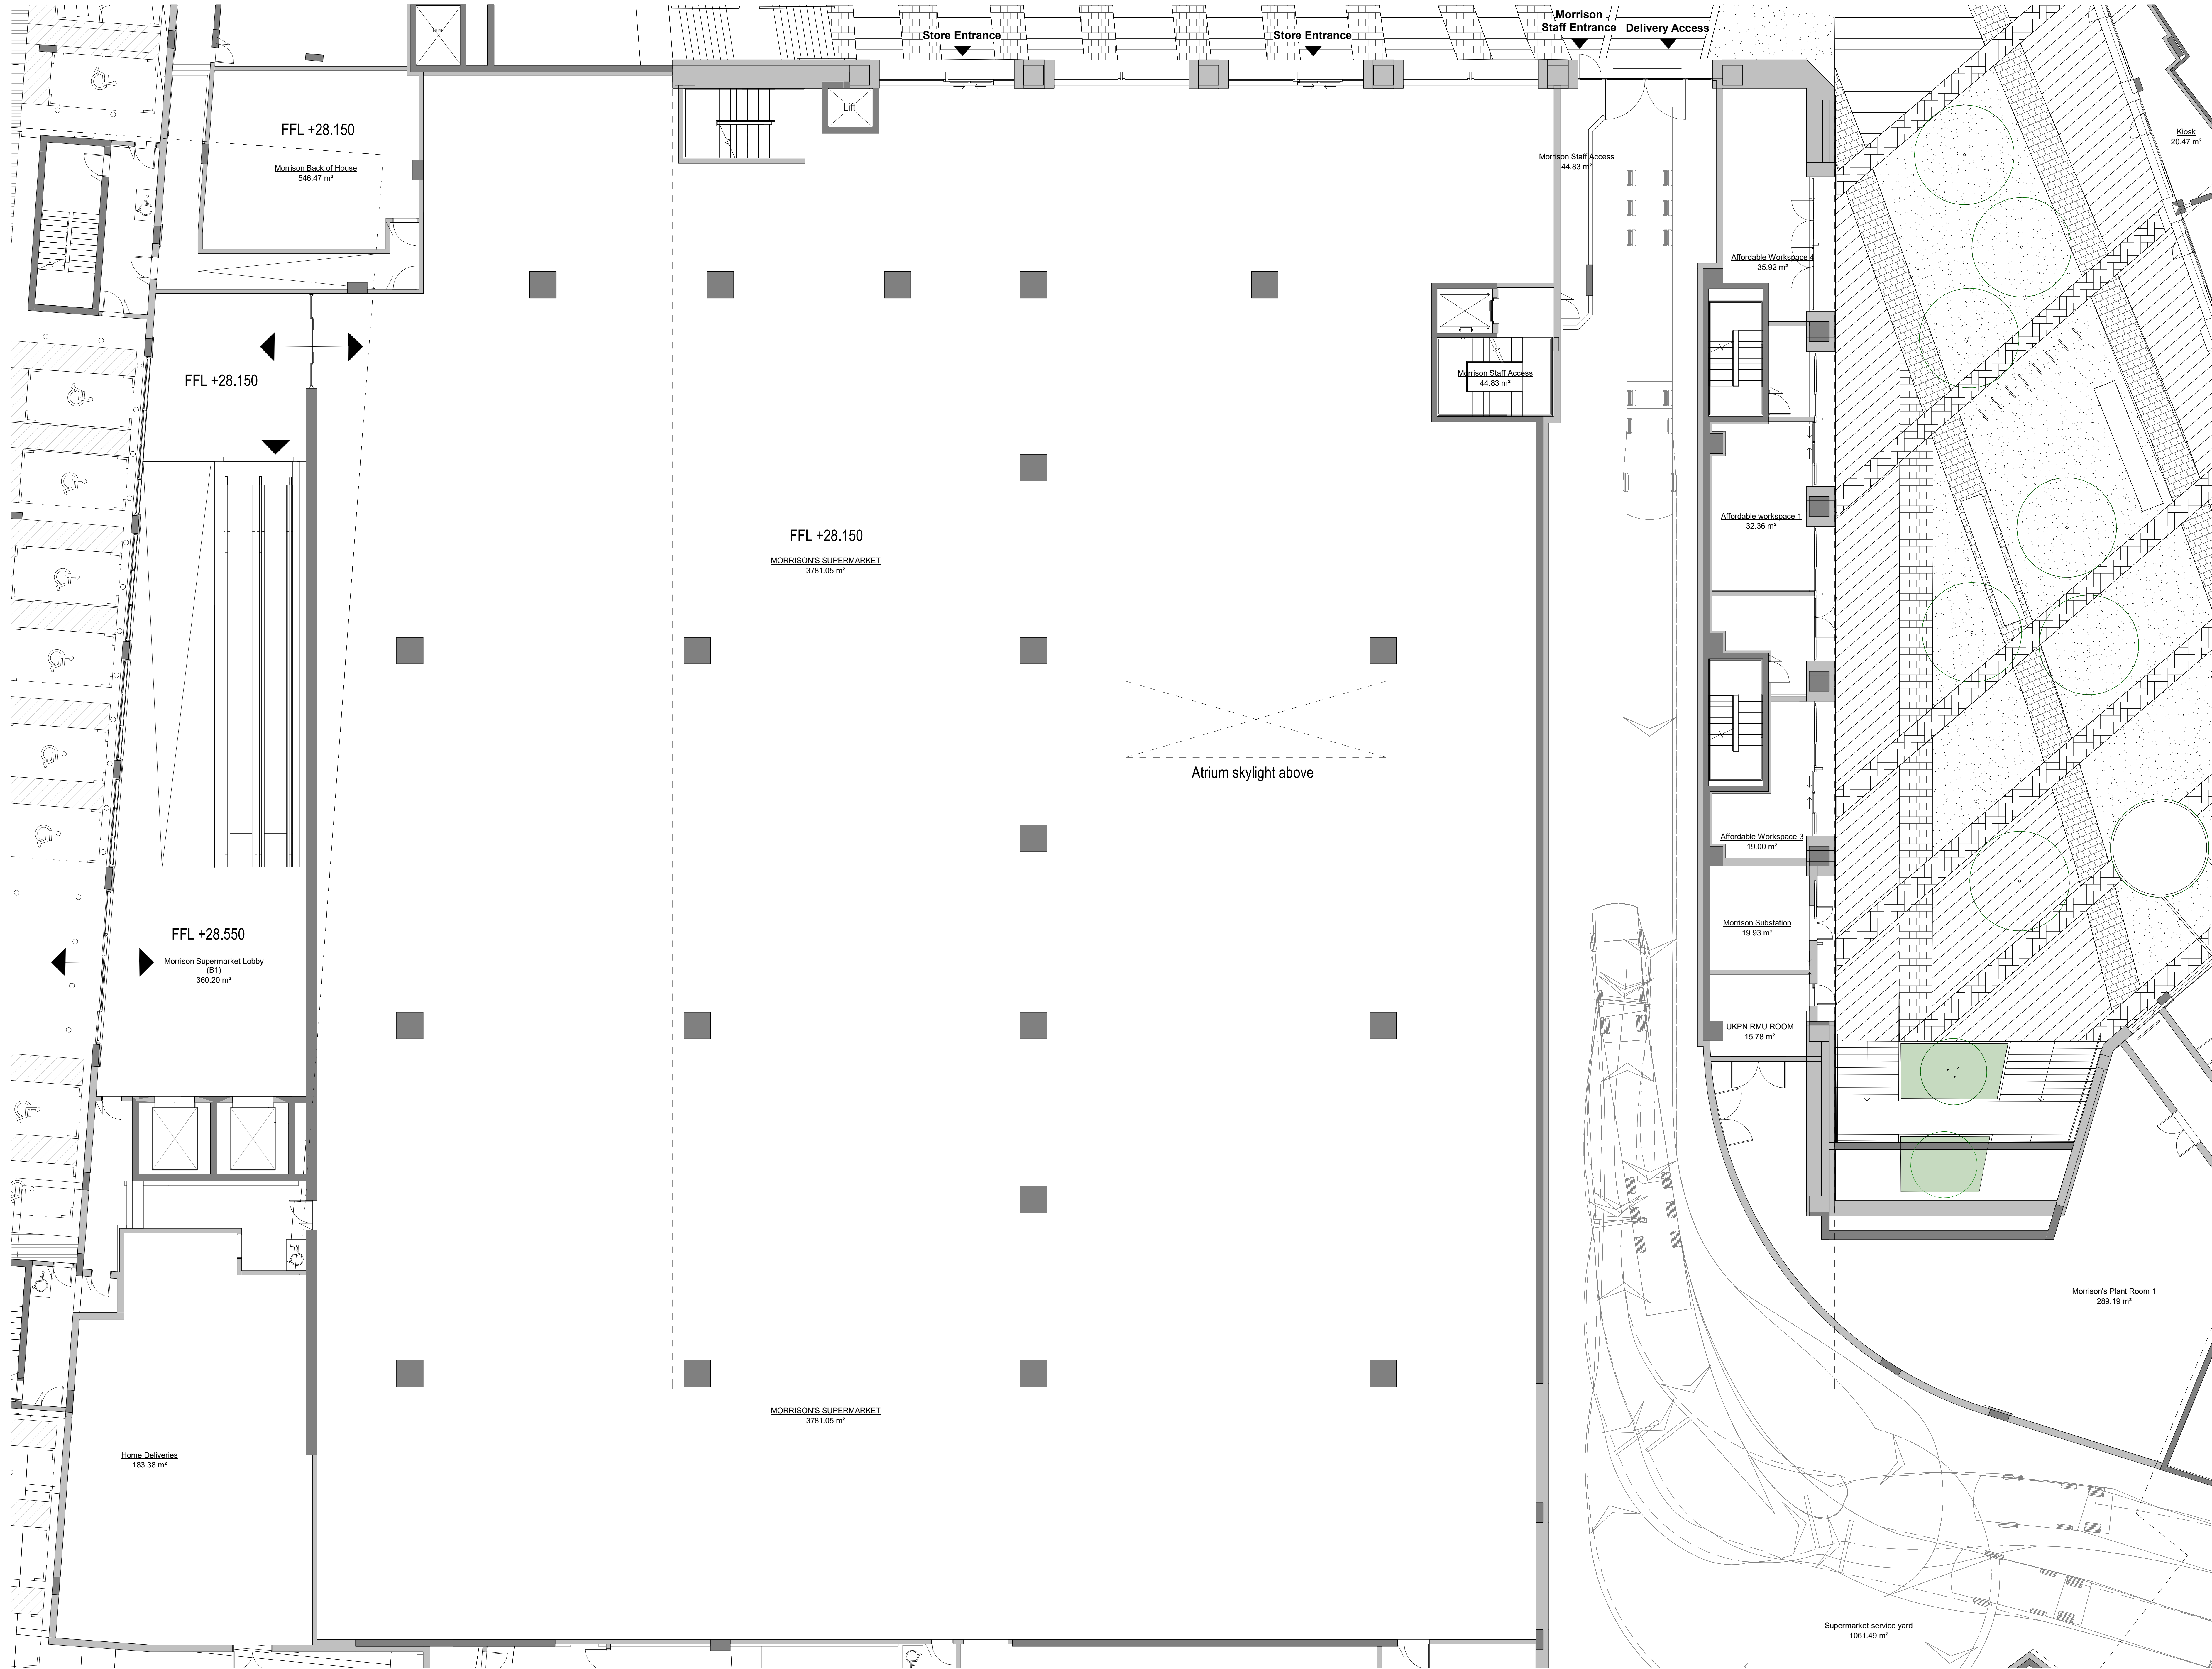 Store Entrance
Store Entrance
Morrison
Staff Entrance
Delivery Access
Lift
Lift
FFL +28.150
Morrison Back of House
546.47 m²
Morrison Staff Access
44.83 m²
Kiosk
20.47 m²
Affordable Workspace 4
35.92 m²
FFL +28.150
Morrison Staff Access
44.83 m²
FFL +28.150
MORRISON'S SUPERMARKET
3781.05 m²
Affordable workspace 1
32.36 m²
Atrium skylight above
Affordable Workspace 3
19.00 m²
FFL +28.550
Morrison Supermarket Lobby
(B1)
360.20 m²
Morrison Substation
19.93 m²
UKPN RMU ROOM
15.78 m²
Morrison's Plant Room 1
289.19 m²
MORRISON'S SUPERMARKET
3781.05 m²
Home Deliveries
183.38 m²
Supermarket service yard
1061.49 m²